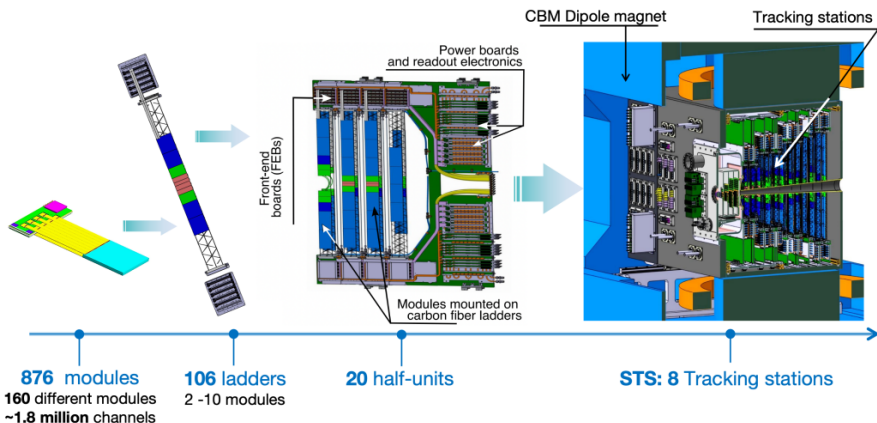 CBM Dipole magnet
Tracking stations
Power boards
and readout electronics
Front-end
boards (FEBs)
Modules mounted on
carbon fiber ladders
876 modules
160 different modules
~1.8 million channels
106 ladders
2 -10 modules
20 half-units
STS: 8 Tracking stations